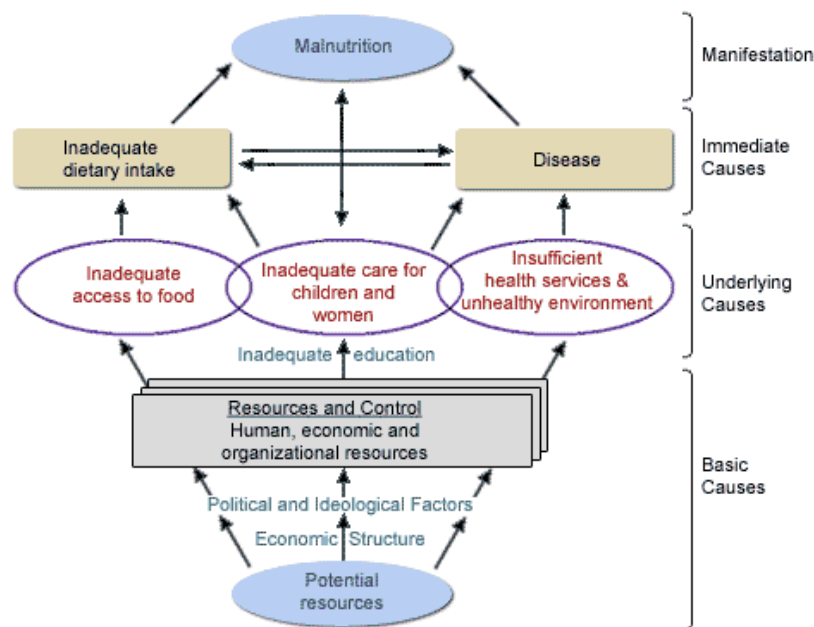 Malnutrition
Manifestation
Inadequate
dietary intake
Disease
Immediate
Causes
Inadequate
access to food
Inadequate care for
children and
women
Insufficient
health services &
unhealthy environment
Underlying
Causes
Inadequate education
Resources and Control
Human, economic and
organizational resources
Political and Ideological Factors
Economic Structure
Basic
Causes
Potential
resources